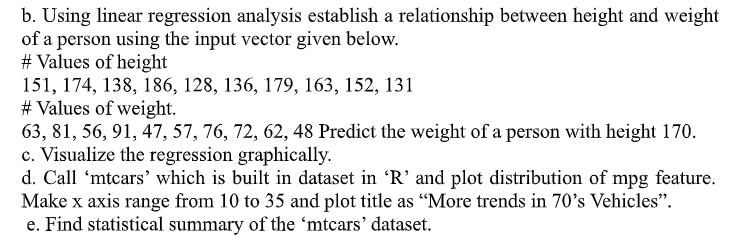 b. Using linear regression analysis establish a relationship between height and weight
of a person using the input vector given below.
# Values of height
151, 174, 138, 186, 128, 136, 179, 163, 152, 131
# Values of weight.
63, 81, 56, 91, 47, 57, 76, 72, 62, 48 Predict the weight of a person with height 170.
c. Visualize the regression graphically.
d. Call ‘mtcars’ which is built in dataset in ‘R’ and plot distribution of mpg feature.
Make x axis range from 10 to 35 and plot title as “More trends in 70’s Vehicles”.
e. Find statistical summary of the ‘mtcars’ dataset.